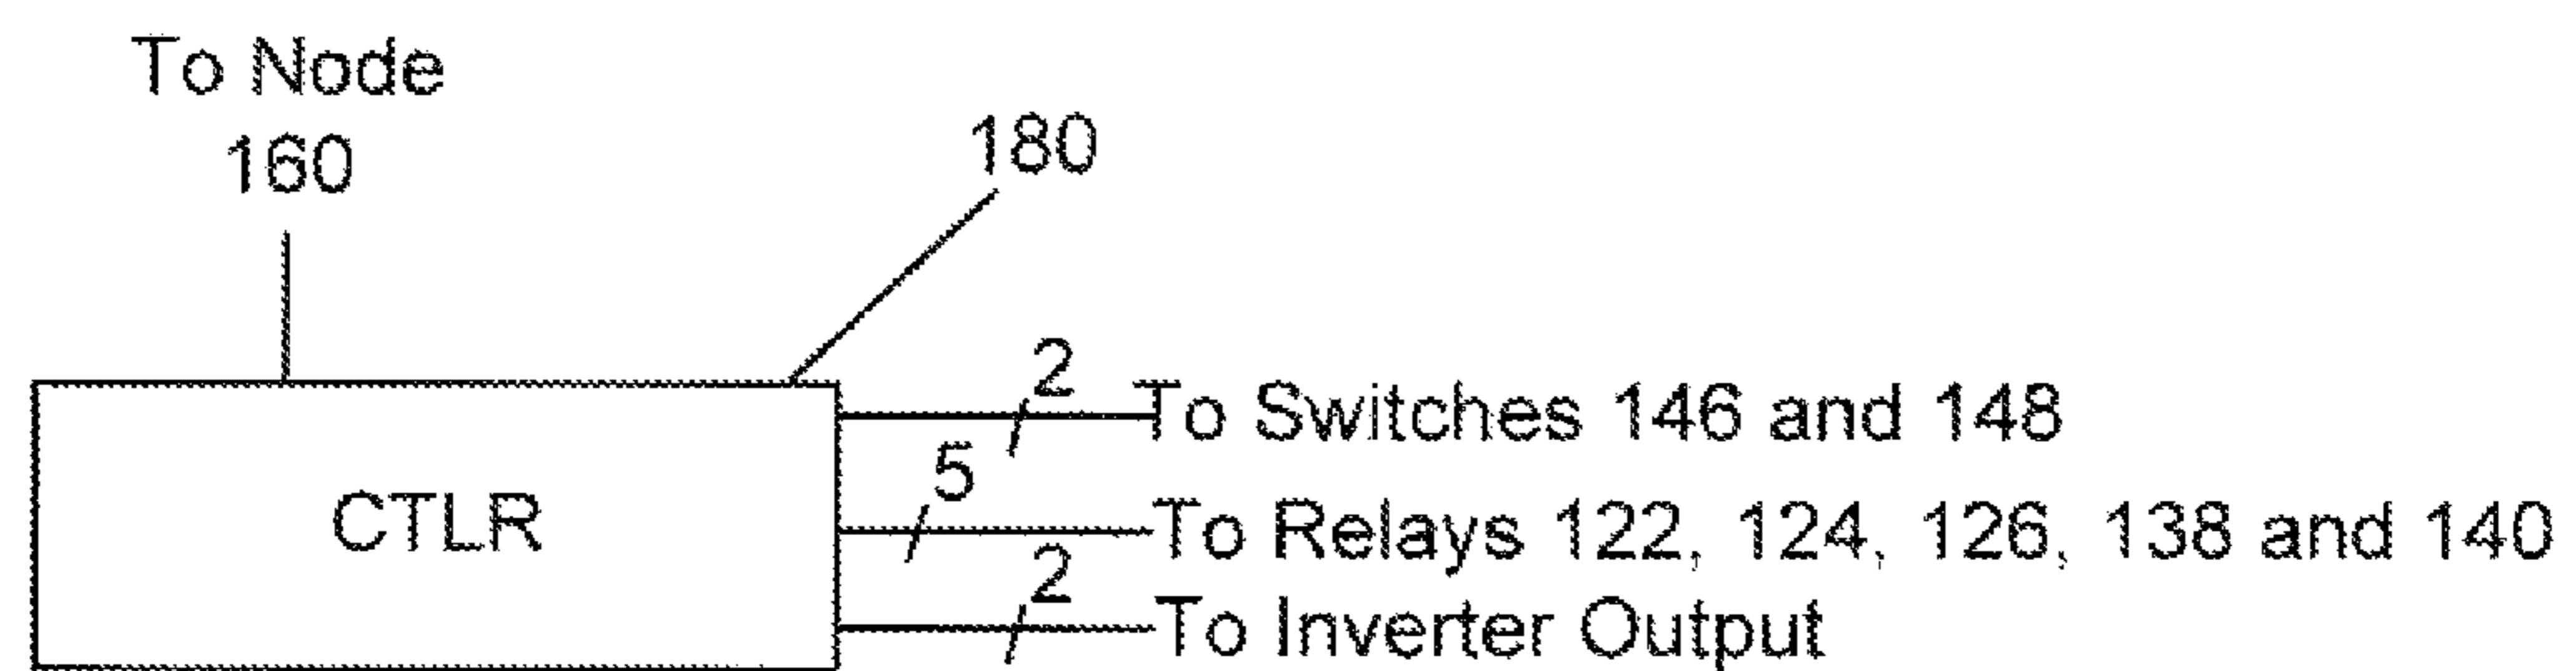 To Node
160
180
2
To Switches 146 and 148
5
CTLR
To Relays 122, 124, 126, 138 and 140
2
To Inverter Output